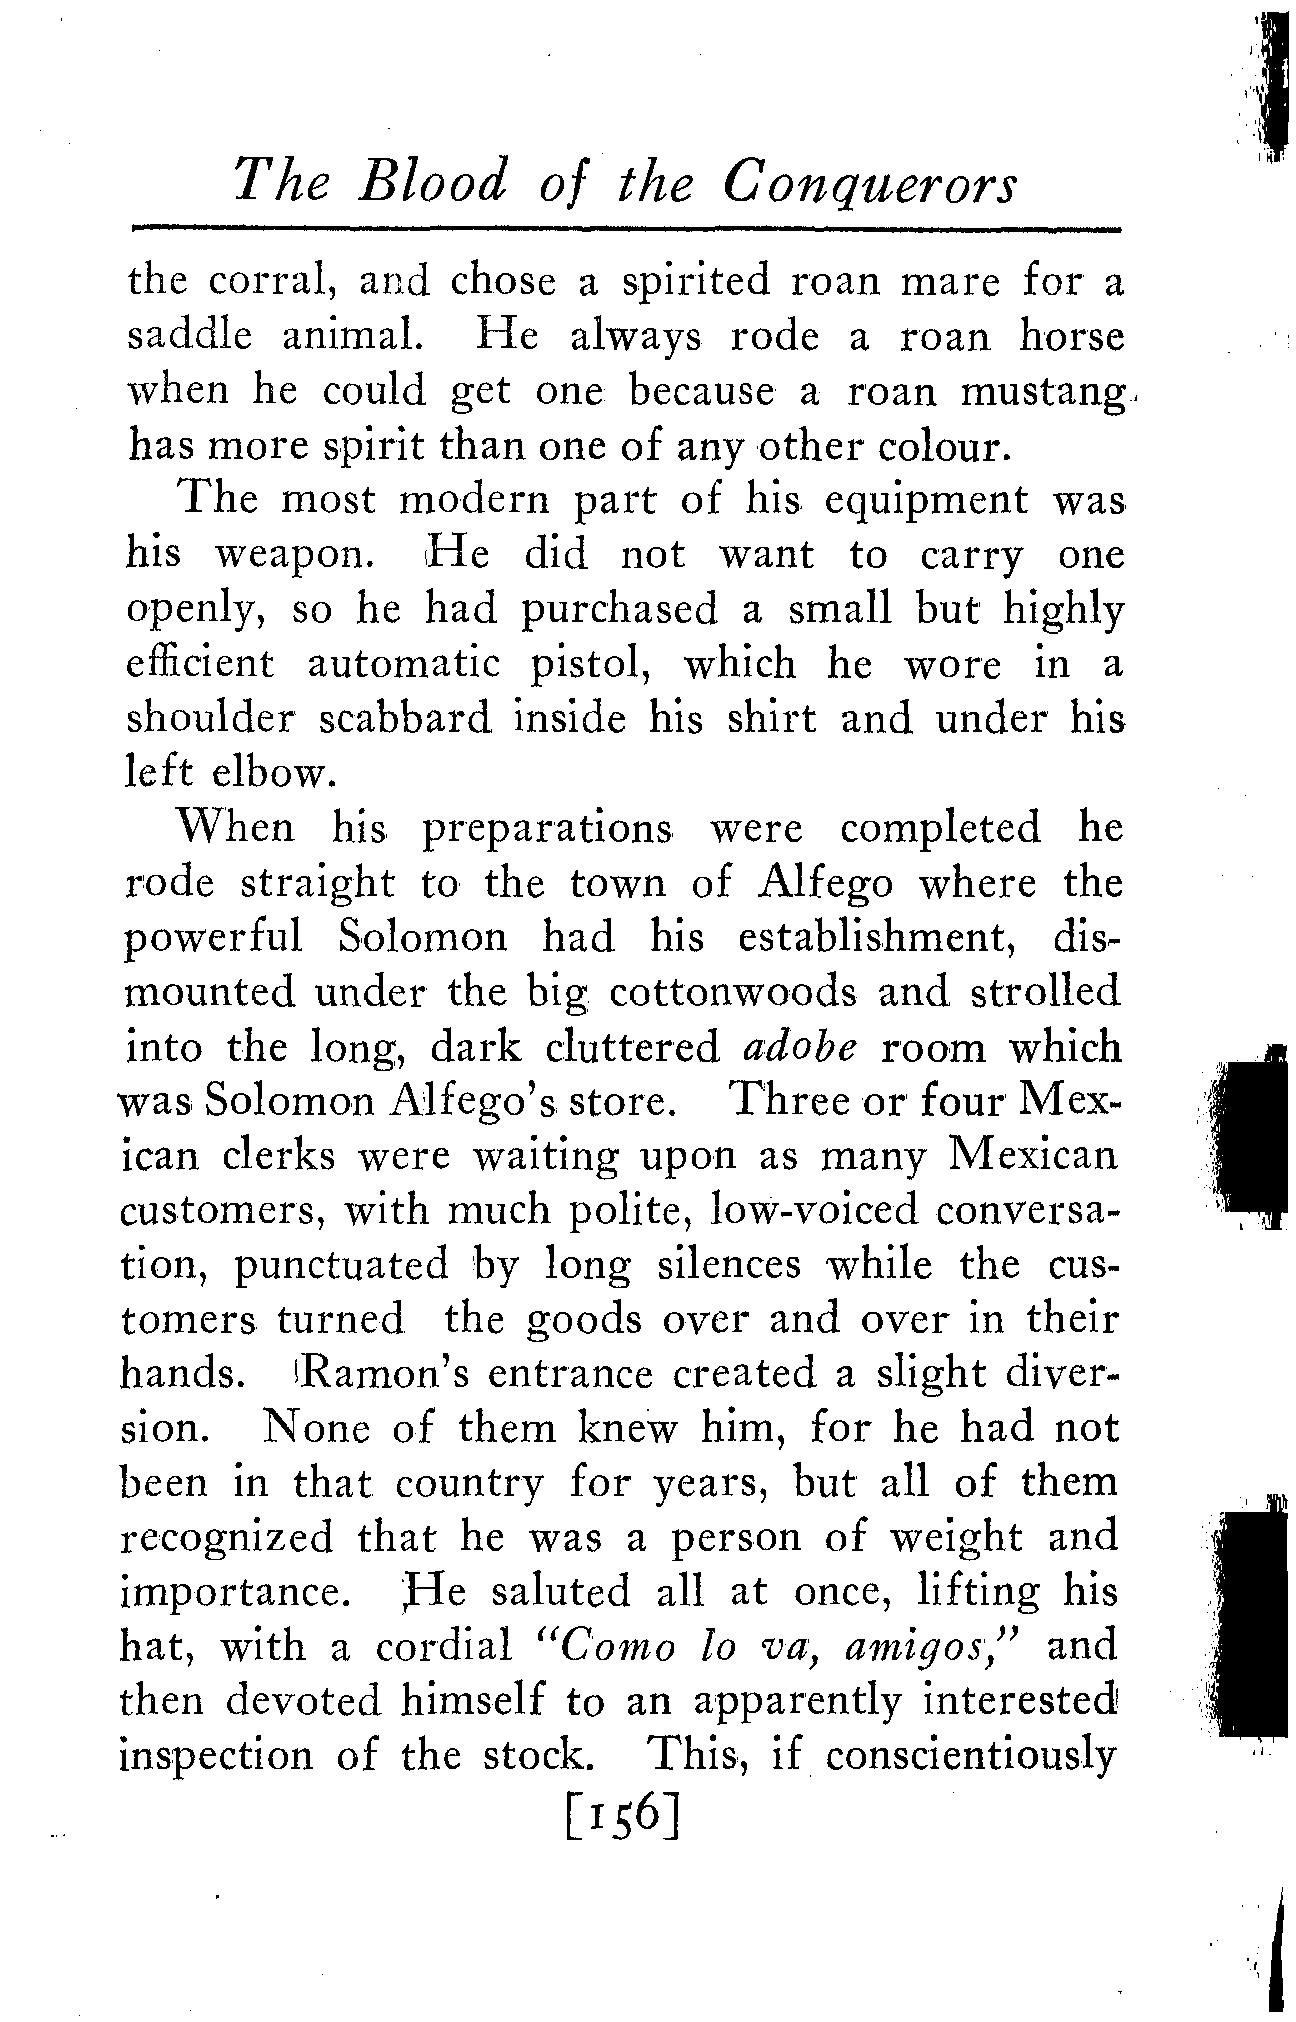 The Blood of the Conquerors
the corral, and chose a spirited roan mare for a
saddle animal. He always rode a roan horse
when he could get one because a roan mustang
has more spirit than one of any other colour.
The most modern part of his equipment was
his weapon. He did not want to carry one
openly, so he had purchased a small but highly
efficient automatic pistol, which he wore in a
shoulder scabbard inside his shirt and under his
left elbow.
When his preparations were completed he
rode straight to the town of Alfego where the
powerful Solomon had his establishment, dis-
mounted under the big cottonwoods and strolled
into the long, dark cluttered adobe room which
was Solomon Alfego's store. Three or four Mex-
ican clerks were waiting upon as many Mexican
customers, with much polite, low-voiced conversa-
tion, punctuated by long silences while the cus-
tomers turned the goods over and over in their
hands. Ramon's entrance created a slight diver-
sion. None of them knew him, for he had not
been in that country for years, but all of them
recognized that he was a person of weight and
importance. He saluted all at once, lifting his
hat, with a cordial "Como lo va, amigos," and
then devoted himself to an apparently interested
inspection of the stock. This, if conscientiously
[156]